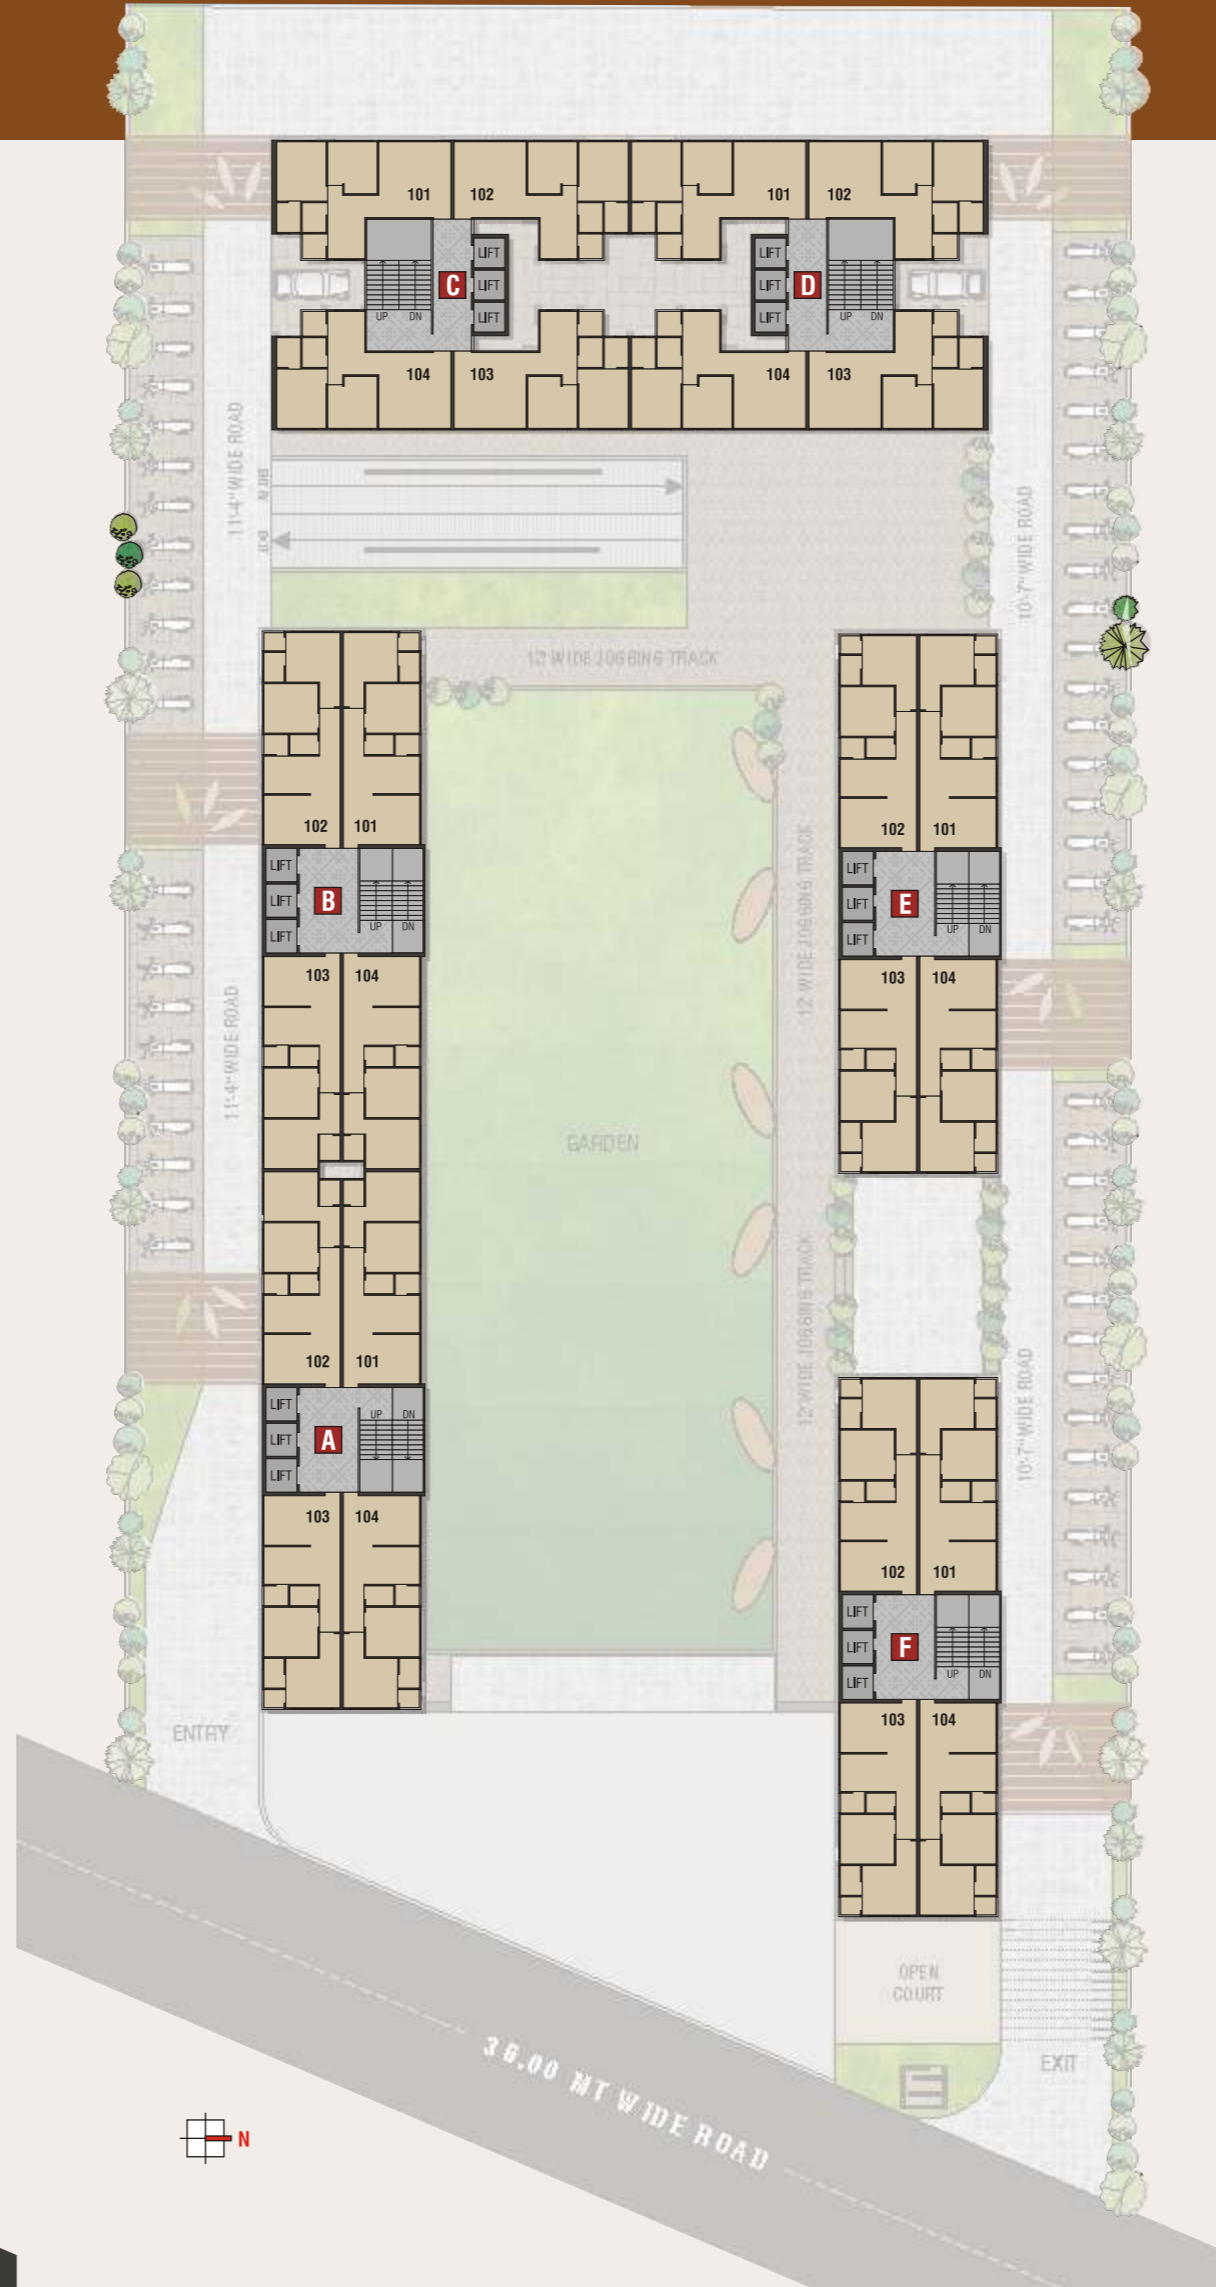 101 102 101 102
LIFT LIFT
C LIFT LIFT D
LIFT LIFT
UP DN UP DN
104 103 104 103
11'-4" WIDE ROAD
10'-7" WIDE ROAD
12 WIDE JOGGING TRACK
102 101
LIFT
LIFT
LIFT
B
UP DN
103 104
102 101
LIFT
LIFT
LIFT
E
UP DN
103 104
12 WIDE JOGGING TRACK
11'-4" WIDE ROAD
GARDEN
12 WIDE JOGGING TRACK
10'-7" WIDE ROAD
102 101
LIFT
LIFT
LIFT
A
UP DN
103 104
102 101
LIFT
LIFT
LIFT
F
UP DN
103 104
ENTRY
OPEN
COURT
EXIT
36.00 MT WIDE ROAD
N